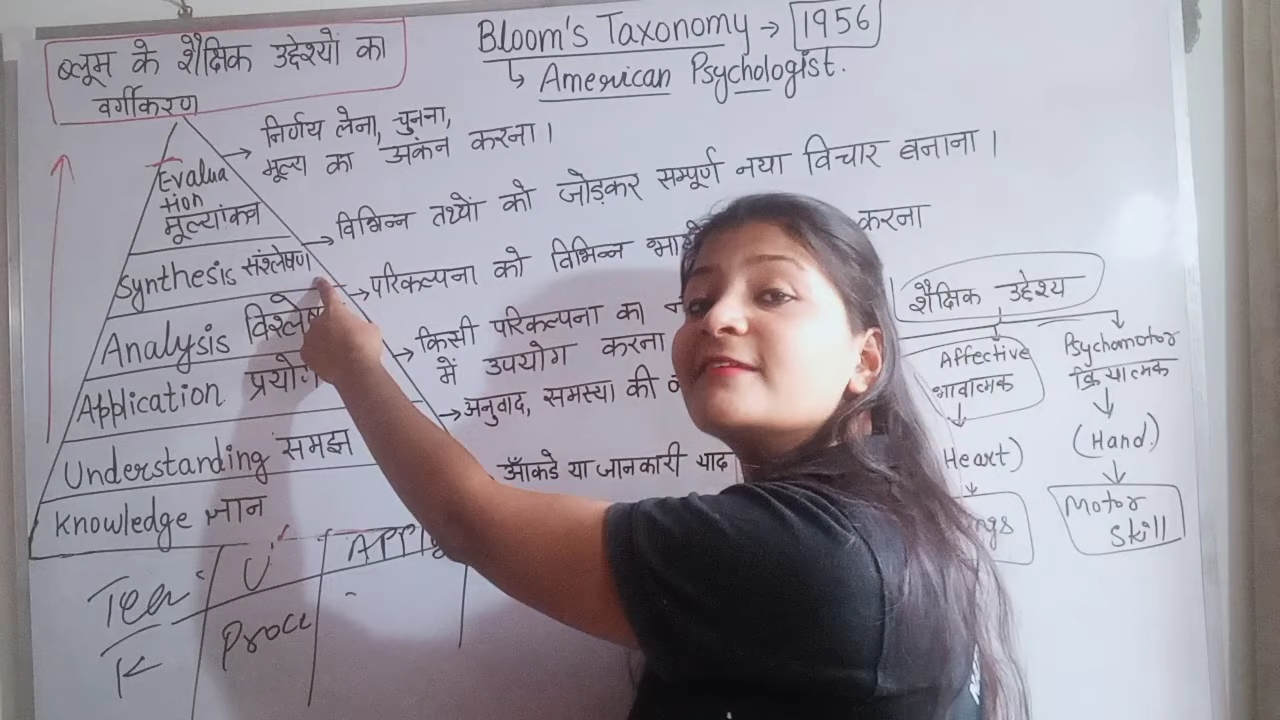 ब्लूम के शैक्षिक उद्देश्यों का
वर्गीकरण
Bloom's Taxonomy → 1956
↳ American Psychologist.
Evalua
tion
मूल्यांकन
→ निर्णय लेना, चुनना,
मूल्य का अंकन करना।
Synthesis संश्लेषण
→ विभिन्न तथ्यों को जोड़कर सम्पूर्ण नया विचार बनाना।
Analysis
→ परिकल्पना को विभिन्न करना
Application प्रयोग
→ किसी परिकल्पना का
में उपयोग करना
Understanding समझ
→ अनुवाद, समस्या की
Knowledge ज्ञान
आँकडे या जानकारी याद
शैक्षिक उद्देश्य
Affective
भावात्मक
Heart)
Psychomotor
क्रियात्मक
(Hand)
Motor
Skill
U
K